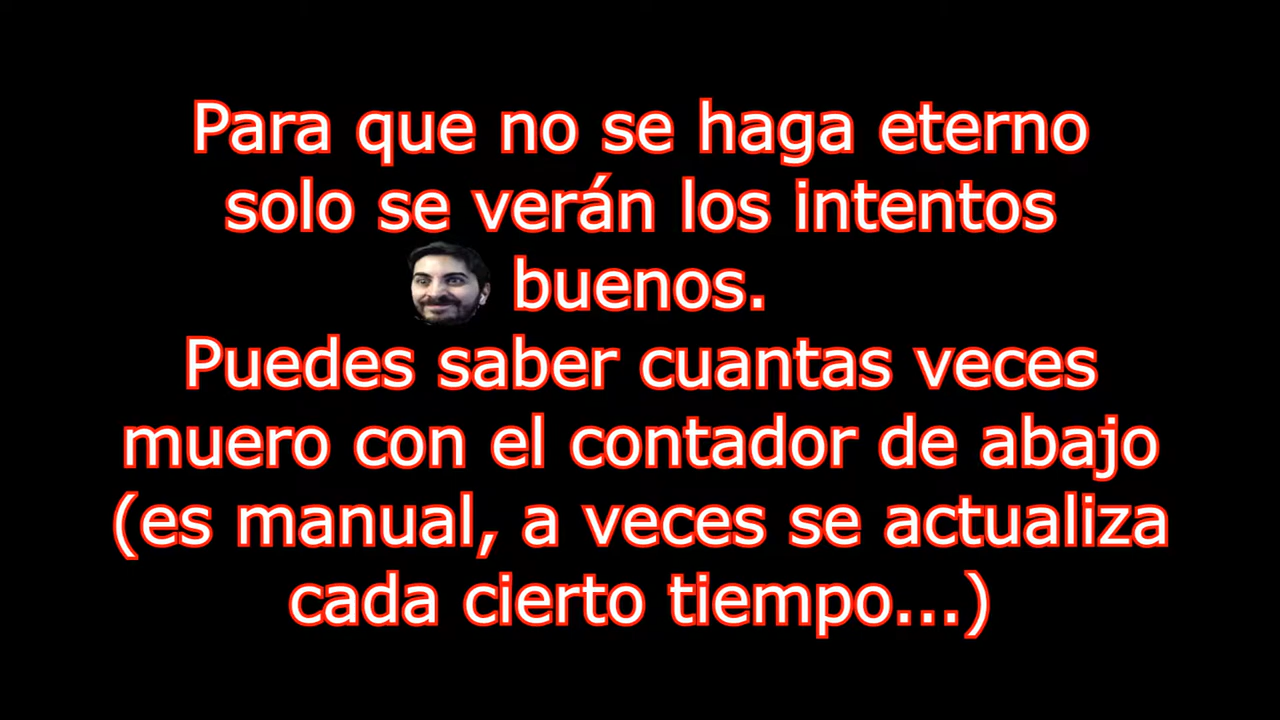 Para que no se haga eterno
solo se verán los intentos
buenos.
Puedes saber cuantas veces
muero con el contador de abajo
(es manual, a veces se actualiza
cada cierto tiempo...)